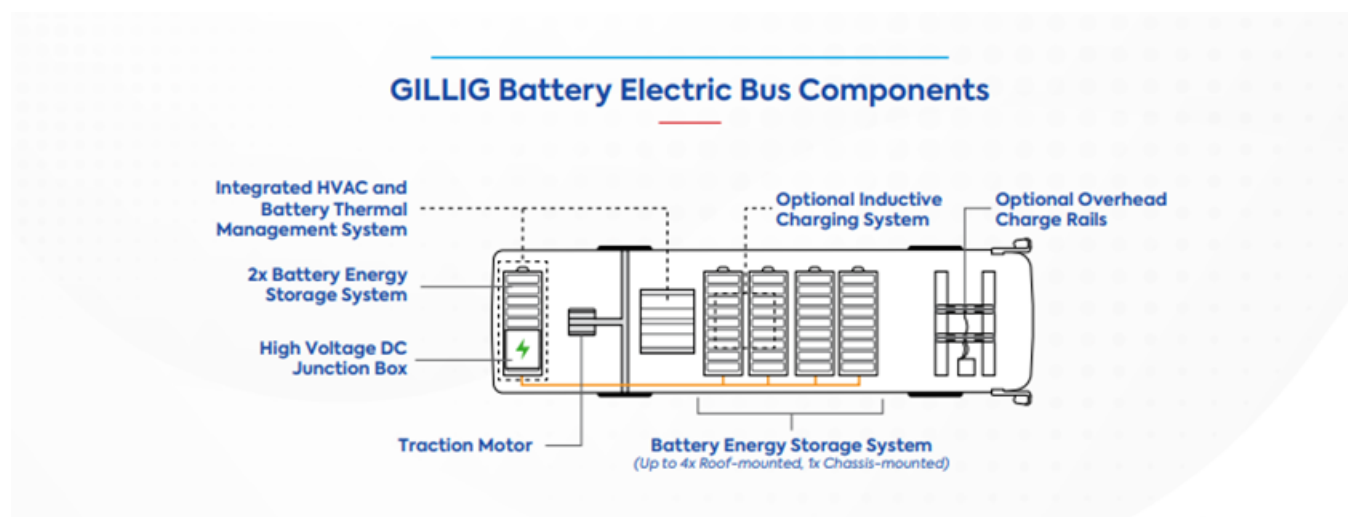 GILLIG Battery Electric Bus Components
Integrated HVAC and
Battery Thermal
Management System
Optional Inductive
Charging System
Optional Overhead
Charge Rails
2x Battery Energy
Storage System
High Voltage DC
Junction Box
Traction Motor
Battery Energy Storage System
(Up to 4x Roof-mounted, 1x Chassis-mounted)